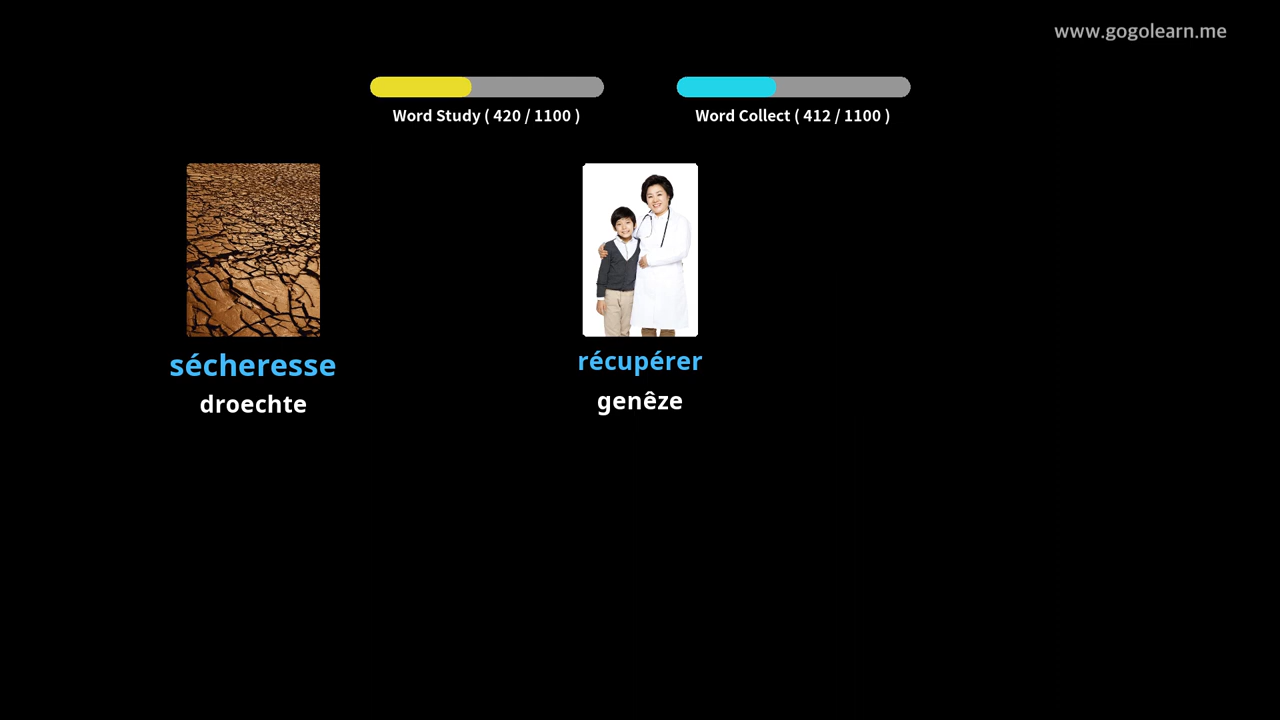 www.gogolearn.me
Word Study ( 420 / 1100 )
Word Collect ( 412 / 1100 )
sécheresse
droechte
récupérer
genêze